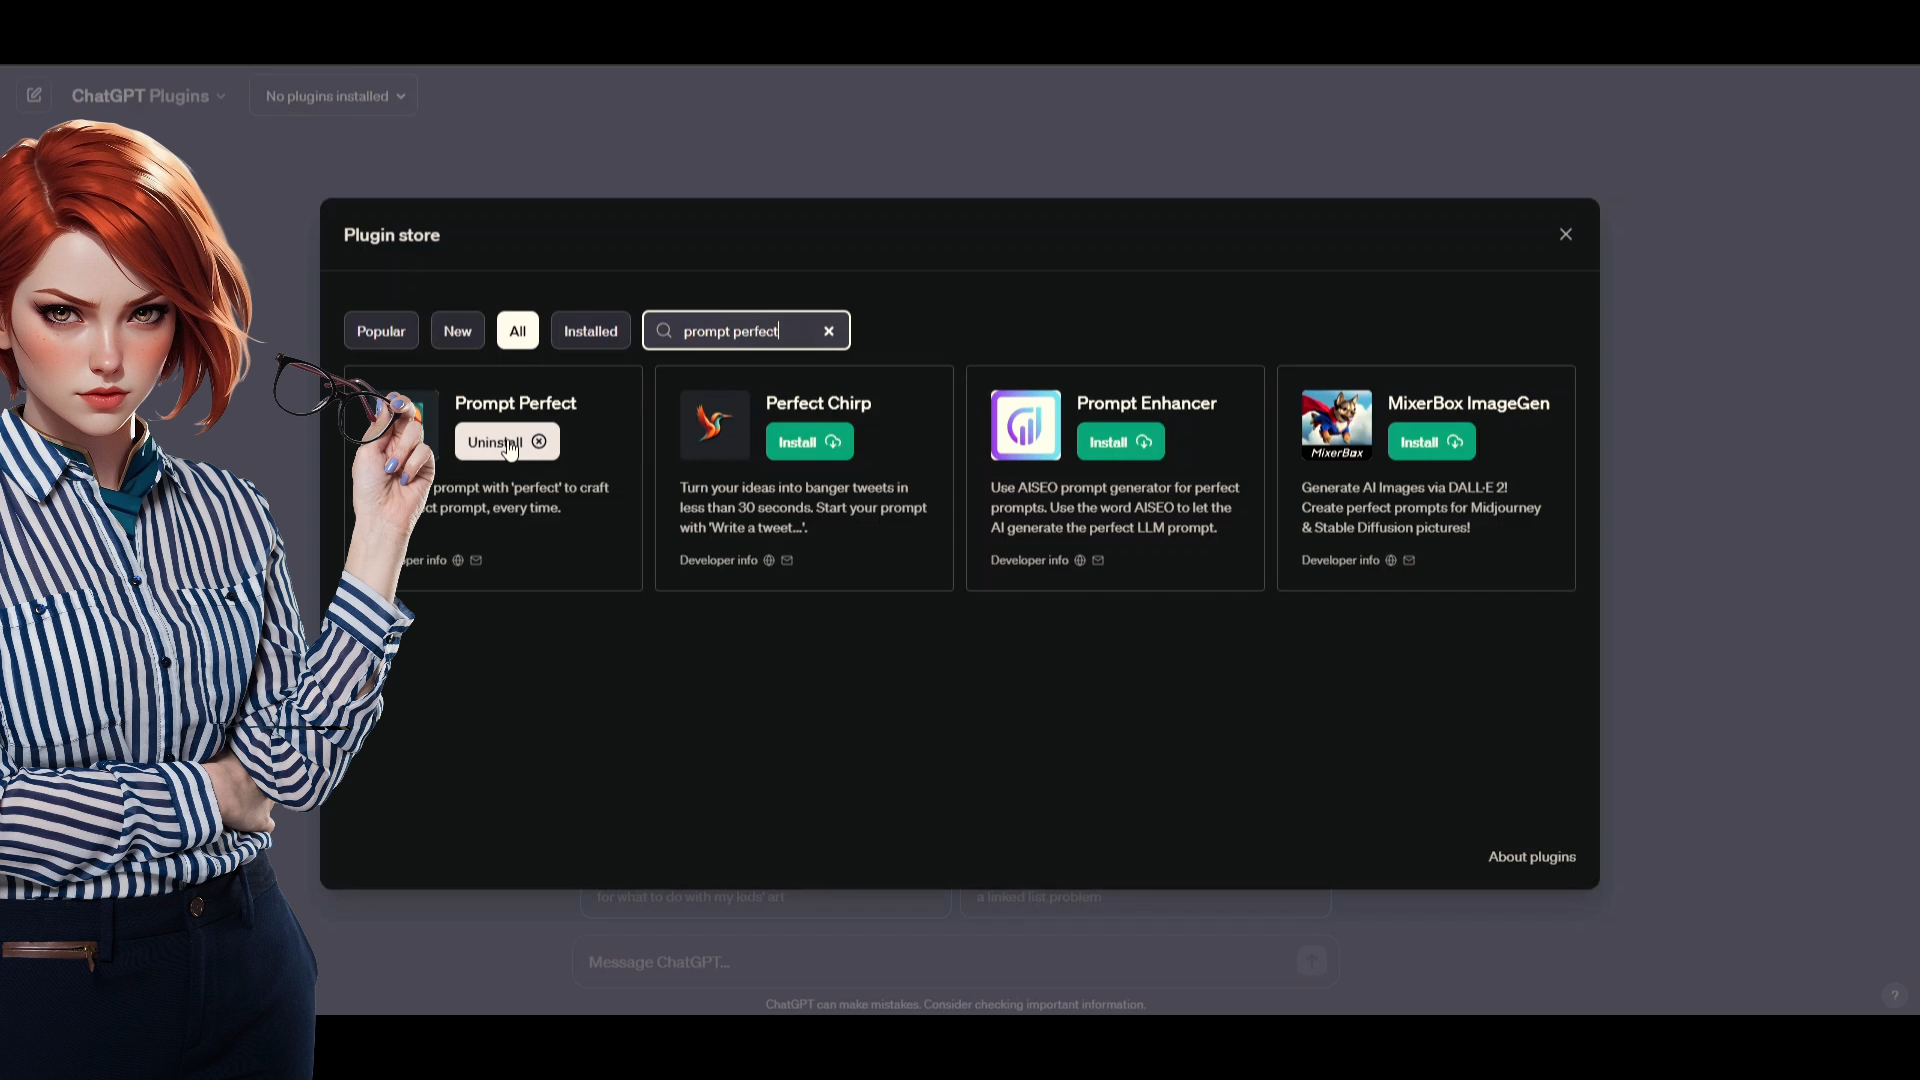 ChatGPT Plugins
No plugins installed
Plugin store
Popular
New
All
Installed
prompt perfect
Prompt Perfect
Uninstall
prompt with 'perfect' to craft
ct prompt, every time.
per info
Perfect Chirp
Install
Turn your ideas into banger tweets in
less than 30 seconds. Start your prompt
with 'Write a tweet...'.
Developer info
Prompt Enhancer
Install
Use AISEO prompt generator for perfect
prompts. Use the word AISEO to let the
AI generate the perfect LLM prompt.
Developer info
MixerBox
MixerBox ImageGen
Install
Generate AI Images via DALL·E 2!
Create perfect prompts for Midjourney
& Stable Diffusion pictures!
Developer info
About plugins
for what to do with my kids' art
a linked list problem
Message ChatGPT...
ChatGPT can make mistakes. Consider checking important information.
?